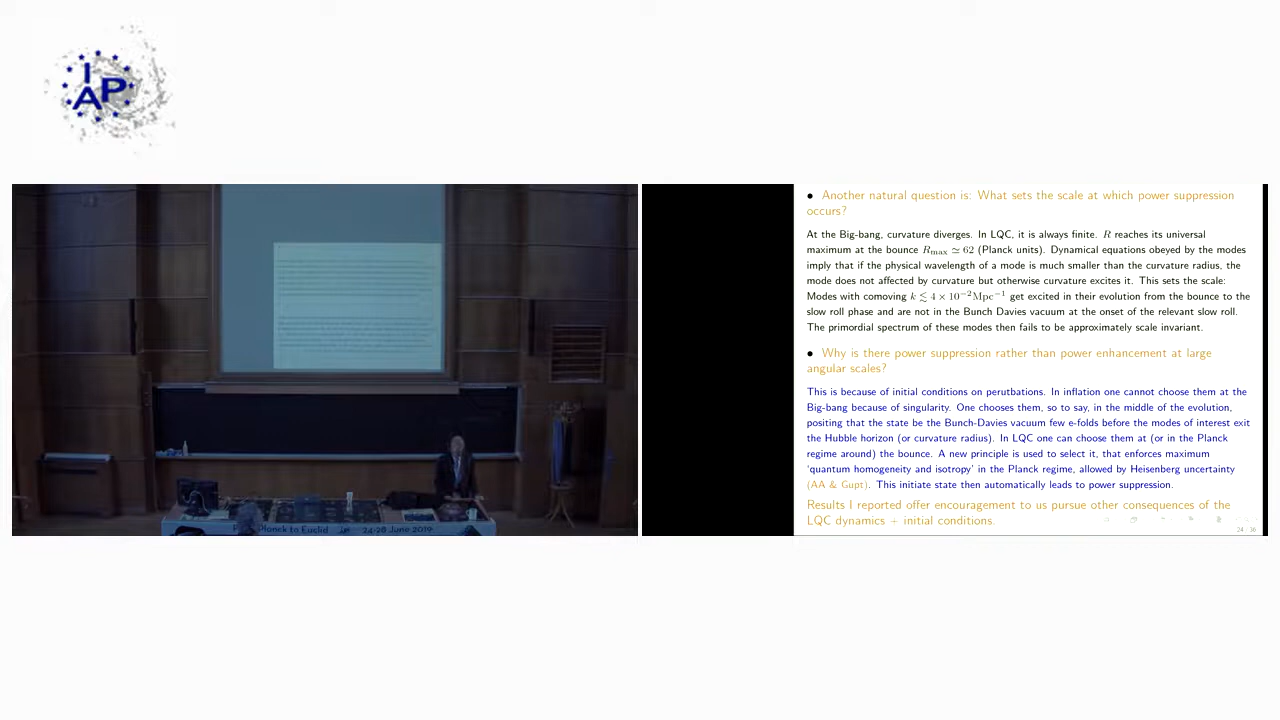 I
A P
● Another natural question is: What sets the scale at which power suppression
occurs?
At the Big-bang, curvature diverges. In LQC, it is always finite. R reaches its universal
maximum at the bounce Rmax ≃ 62 (Planck units). Dynamical equations obeyed by the modes
imply that if the physical wavelength of a mode is much smaller than the curvature radius, the
mode does not affected by curvature but otherwise curvature excites it. This sets the scale:
Modes with comoving k ≲ 4 × 10⁻²Mpc⁻¹ get excited in their evolution from the bounce to the
slow roll phase and are not in the Bunch Davies vacuum at the onset of the relevant slow roll.
The primordial spectrum of these modes then fails to be approximately scale invariant.
● Why is there power suppression rather than power enhancement at large
angular scales?
This is because of initial conditions on perutbations. In inflation one cannot choose them at the
Big-bang because of singularity. One chooses them, so to say, in the middle of the evolution,
positing that the state be the Bunch-Davies vacuum few e-folds before the modes of interest exit
the Hubble horizon (or curvature radius). In LQC one can choose them at (or in the Planck
regime around) the bounce. A new principle is used to select it, that enforces maximum
'quantum homogeneity and isotropy' in the Planck regime, allowed by Heisenberg uncertainty
(AA & Gupt). This initiate state then automatically leads to power suppression.
Results I reported offer encouragement to us pursue other consequences of the
LQC dynamics + initial conditions.
24 / 36
Planck to Euclid 24-28 June 2019